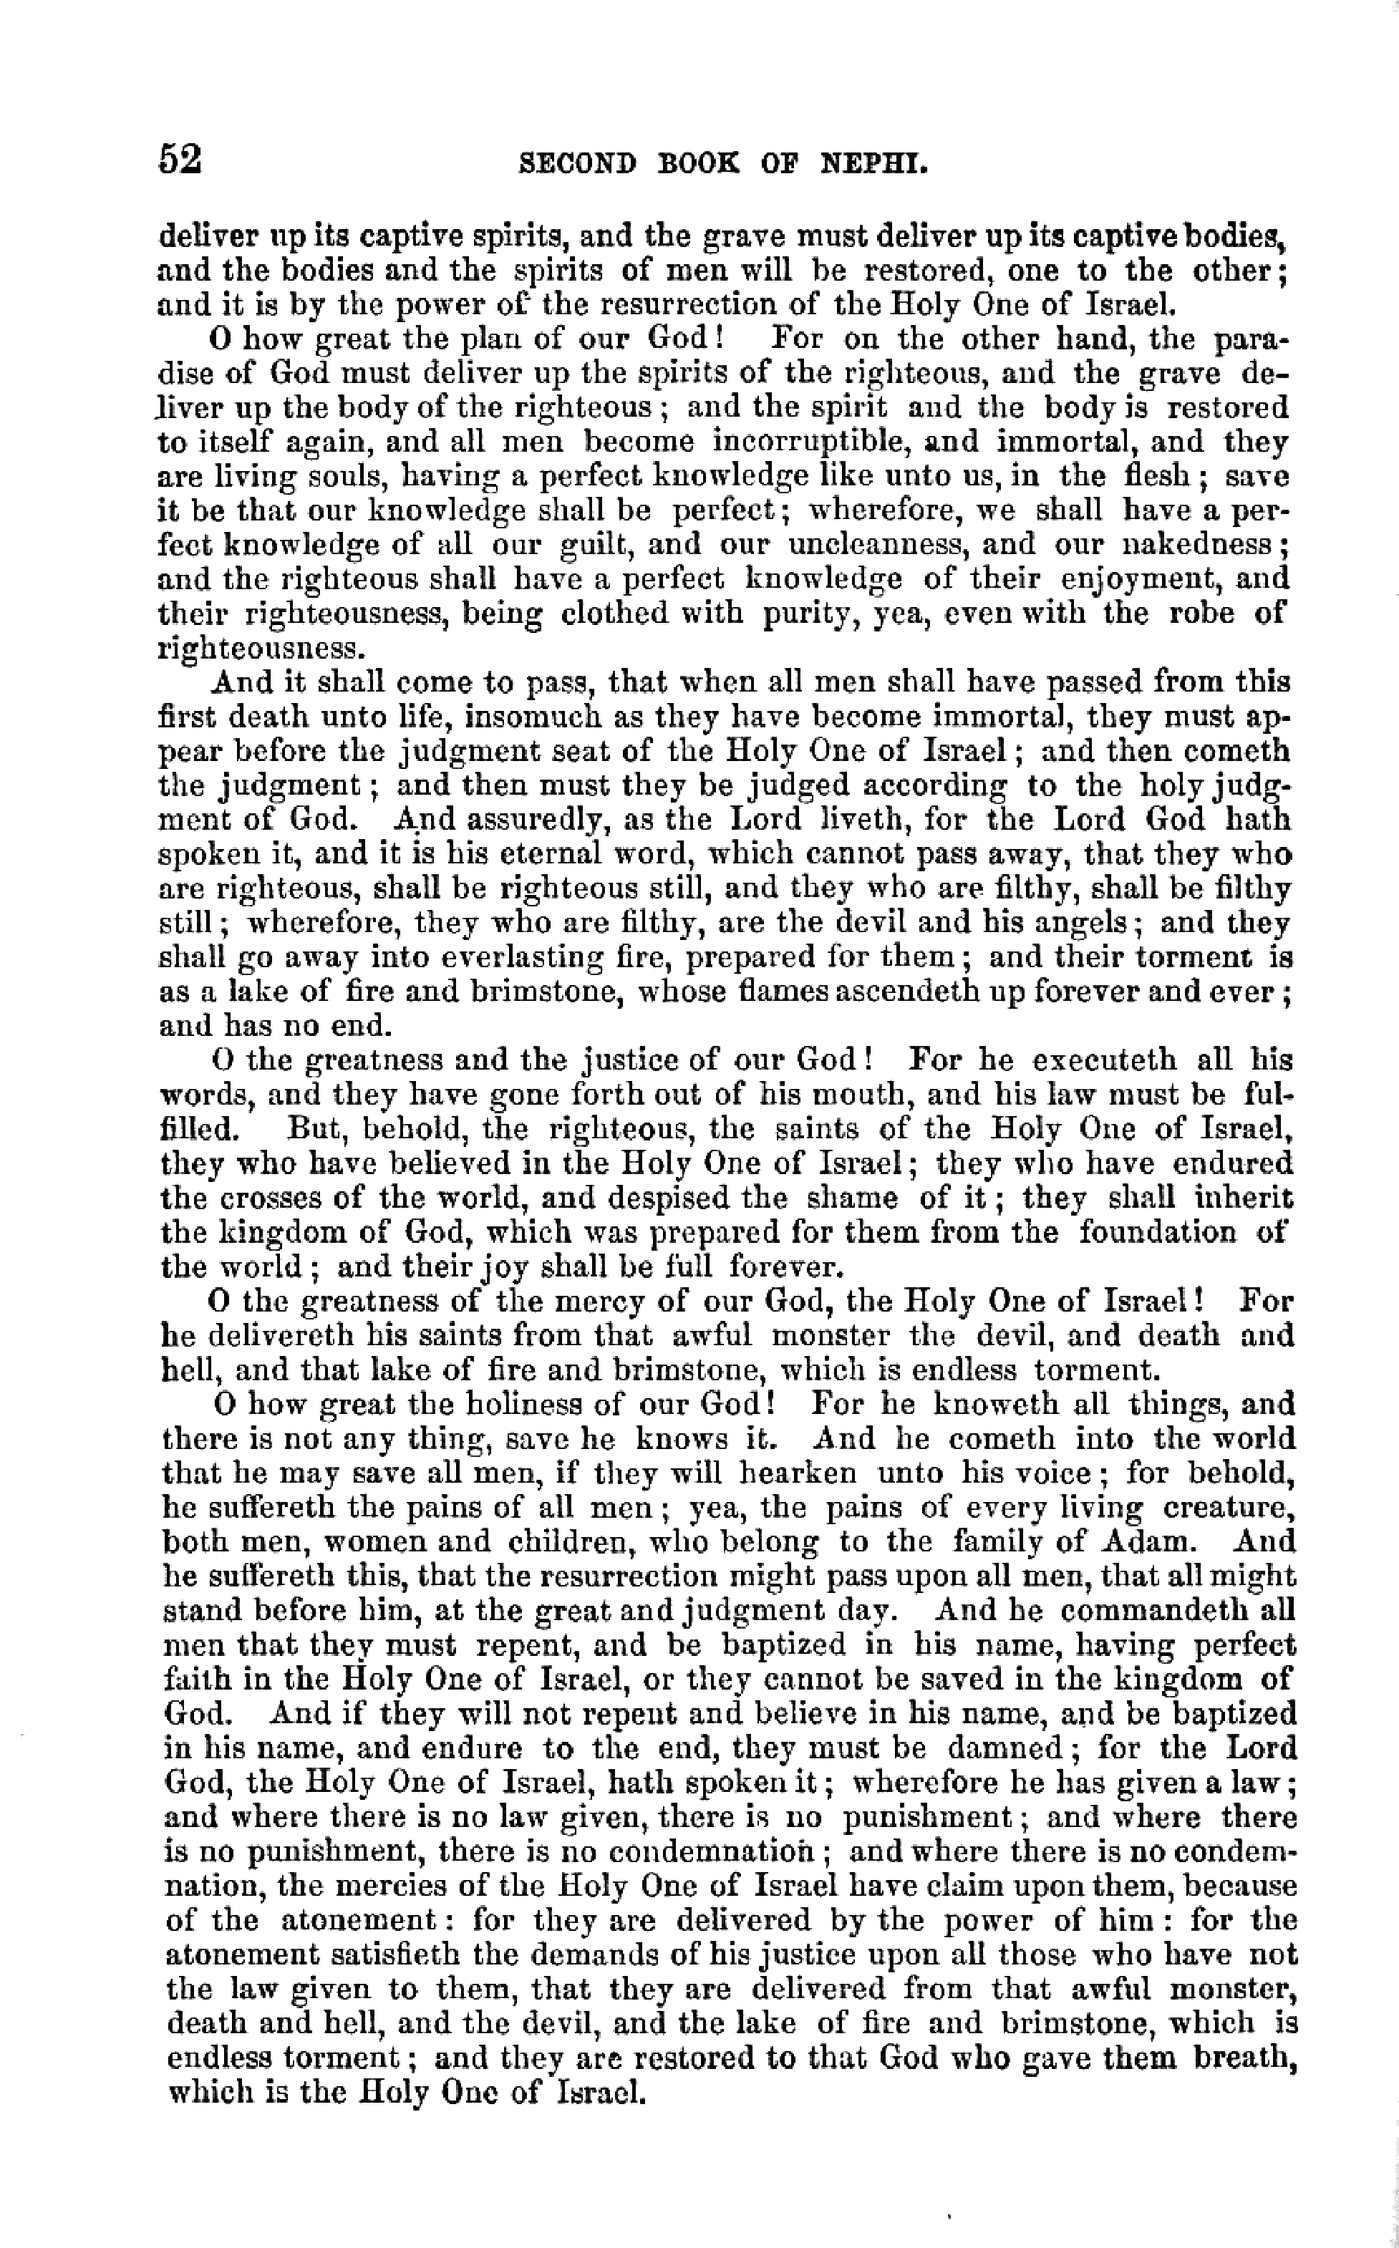 52 SECOND BOOK OF NEPHI.
deliver up its captive spirits, and the grave must deliver up its captive bodies,
and the bodies and the spirits of men will be restored, one to the other;
and it is by the power of the resurrection of the Holy One of Israel.
O how great the plan of our God! For on the other hand, the para-
dise of God must deliver up the spirits of the righteous, and the grave de-
liver up the body of the righteous; and the spirit and the body is restored
to itself again, and all men become incorruptible, and immortal, and they
are living souls, having a perfect knowledge like unto us, in the flesh; save
it be that our knowledge shall be perfect; wherefore, we shall have a per-
fect knowledge of all our guilt, and our uncleanness, and our nakedness;
and the righteous shall have a perfect knowledge of their enjoyment, and
their righteousness, being clothed with purity, yea, even with the robe of
righteousness.
And it shall come to pass, that when all men shall have passed from this
first death unto life, insomuch as they have become immortal, they must ap-
pear before the judgment seat of the Holy One of Israel; and then cometh
the judgment; and then must they be judged according to the holy judg-
ment of God. And assuredly, as the Lord liveth, for the Lord God hath
spoken it, and it is his eternal word, which cannot pass away, that they who
are righteous, shall be righteous still, and they who are filthy, shall be filthy
still; wherefore, they who are filthy, are the devil and his angels; and they
shall go away into everlasting fire, prepared for them; and their torment is
as a lake of fire and brimstone, whose flames ascendeth up forever and ever;
and has no end.
O the greatness and the justice of our God! For he executeth all his
words, and they have gone forth out of his mouth, and his law must be ful-
filled. But, behold, the righteous, the saints of the Holy One of Israel,
they who have believed in the Holy One of Israel; they who have endured
the crosses of the world, and despised the shame of it; they shall inherit
the kingdom of God, which was prepared for them from the foundation of
the world; and their joy shall be full forever.
O the greatness of the mercy of our God, the Holy One of Israel! For
he delivereth his saints from that awful monster the devil, and death and
hell, and that lake of fire and brimstone, which is endless torment.
O how great the holiness of our God! For he knoweth all things, and
there is not any thing, save he knows it. And he cometh into the world
that he may save all men, if they will hearken unto his voice; for behold,
he suffereth the pains of all men; yea, the pains of every living creature,
both men, women and children, who belong to the family of Adam. And
he suffereth this, that the resurrection might pass upon all men, that all might
stand before him, at the great and judgment day. And he commandeth all
men that they must repent, and be baptized in his name, having perfect
faith in the Holy One of Israel, or they cannot be saved in the kingdom of
God. And if they will not repent and believe in his name, and be baptized
in his name, and endure to the end, they must be damned; for the Lord
God, the Holy One of Israel, hath spoken it; wherefore he has given a law;
and where there is no law given, there is no punishment; and where there
is no punishment, there is no condemnation; and where there is no condem-
nation, the mercies of the Holy One of Israel have claim upon them, because
of the atonement: for they are delivered by the power of him: for the
atonement satisfieth the demands of his justice upon all those who have not
the law given to them, that they are delivered from that awful monster,
death and hell, and the devil, and the lake of fire and brimstone, which is
endless torment; and they are restored to that God who gave them breath,
which is the Holy One of Israel.